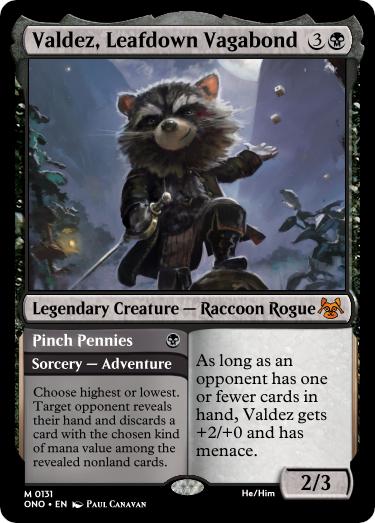 Valdez, Leafdown Vagabond 3
Legendary Creature — Raccoon Rogue
Pinch Pennies
Sorcery — Adventure
Choose highest or lowest.
Target opponent reveals
their hand and discards a
card with the chosen kind
of mana value among the
revealed nonland cards.
As long as an
opponent has one
or fewer cards in
hand, Valdez gets
+2/+0 and has
menace.
2/3
M 0131
ONO • EN Paul Canavan
He/Him